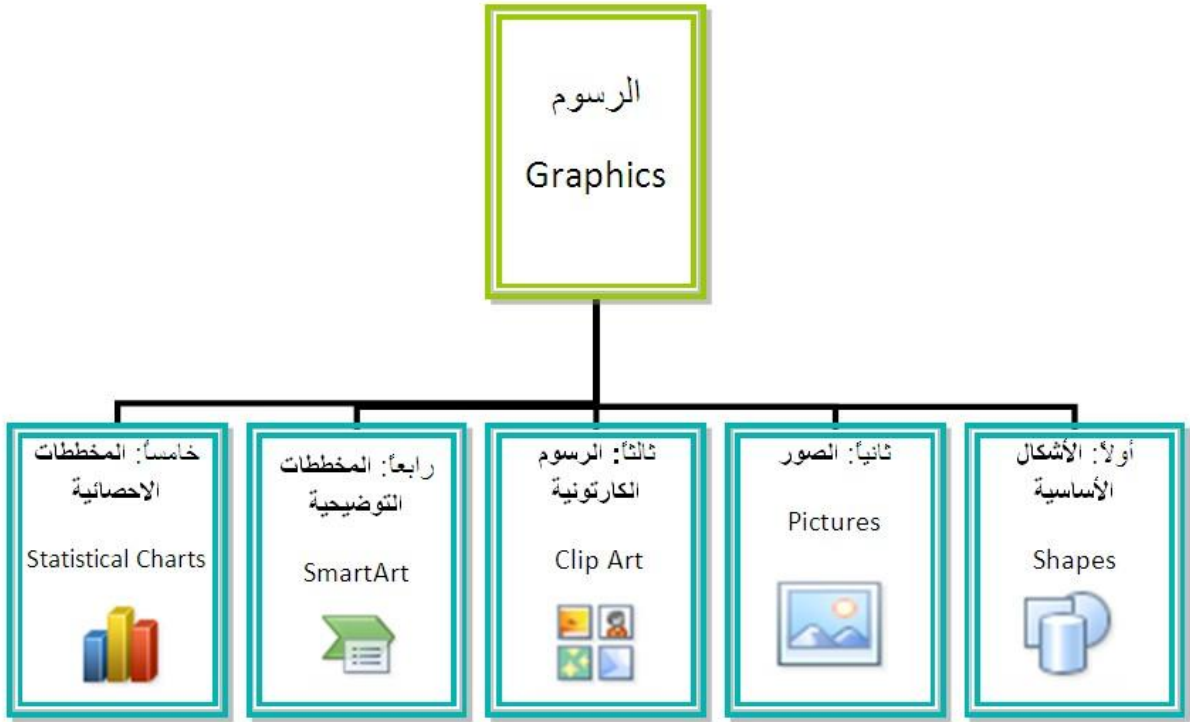 الرسوم
Graphics
أولاً: الأشكال
الأساسية
Shapes
ثانياً: الصور
Pictures
ثالثاً: الرسوم
الكارتونية
Clip Art
رابعاً: المخططات
التوضيحية
SmartArt
خامساً: المخططات
الاحصائية
Statistical Charts